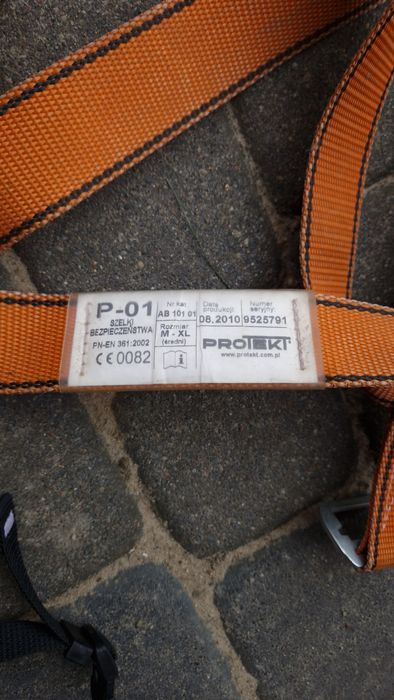 P-01
SZELKI
BEZPIECZEŃSTWA
PN-EN 361:2002
CE 0082
Nr kat.
AB 101 01
Rozmiar
M - XL
(średni)
i
Data
produkcji:
08.2010
Numer
seryjny:
9525791
PROTEKT
www.protekt.com.pl